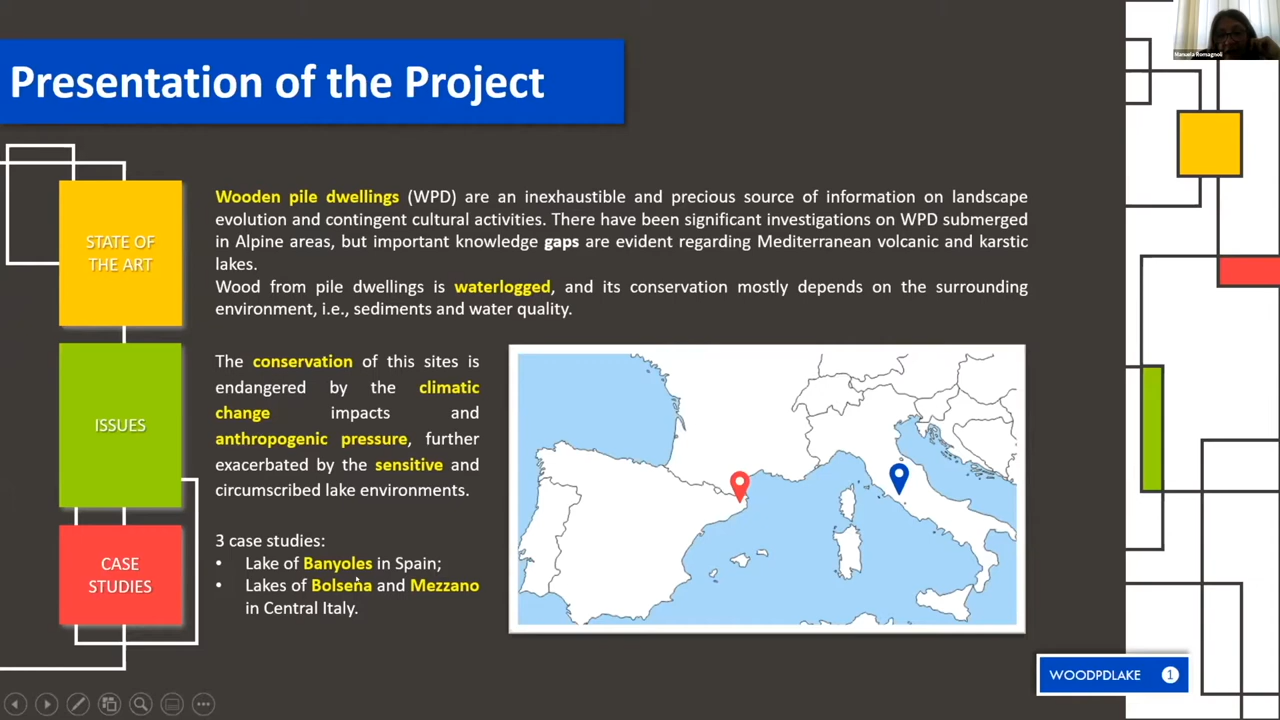 Manuela Romagnoli
Presentation of the Project
STATE OF
THE ART
Wooden pile dwellings (WPD) are an inexhaustible and precious source of information on landscape
evolution and contingent cultural activities. There have been significant investigations on WPD submerged
in Alpine areas, but important knowledge gaps are evident regarding Mediterranean volcanic and karstic
lakes.
Wood from pile dwellings is waterlogged, and its conservation mostly depends on the surrounding
environment, i.e., sediments and water quality.
ISSUES
The conservation of this sites is
endangered by the climatic
change impacts and
anthropogenic pressure, further
exacerbated by the sensitive and
circumscribed lake environments.
CASE
STUDIES
3 case studies:
• Lake of Banyoles in Spain;
• Lakes of Bolsena and Mezzano
in Central Italy.
WOODPDLAKE 1